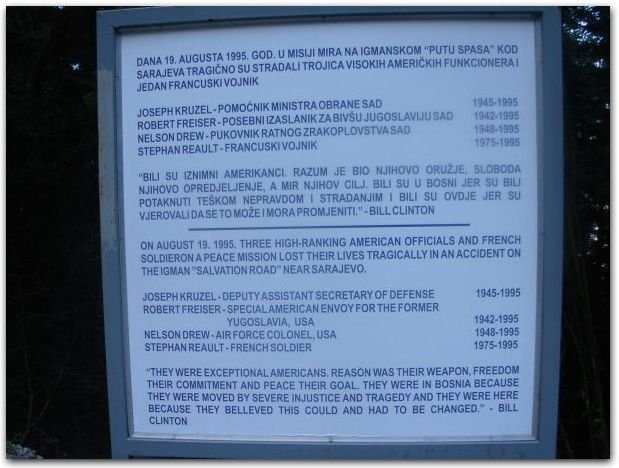 DANA 19. AUGUSTA 1995. GOD. U MISIJI MIRA NA IGMANSKOM "PUTU SPASA" KOD
SARAJEVA TRAGIČNO SU STRADALI TROJICA VISOKIH AMERIČKIH FUNKCIONERA I
JEDAN FRANCUSKI VOJNIK
JOSEPH KRUZEL - POMOĆNIK MINISTRA OBRANE SAD 1945-1995
ROBERT FREISER - POSEBNI IZASLANIK ZA BIVŠU JUGOSLAVIJU SAD 1942-1995
NELSON DREW - PUKOVNIK RATNOG ZRAKOPLOVSTVA SAD 1948-1995
STEPHAN REAULT - FRANCUSKI VOJNIK 1975-1995
"BILI SU IZNIMNI AMERIKANCI. RAZUM JE BIO NJIHOVO ORUŽJE, SLOBODA
NJIHOVO OPREDJELJENJE, A MIR NJIHOV CILJ. BILI SU U BOSNI JER SU BILI
POTAKNUTI TEŠKOM NEPRAVDOM I STRADANJIM I BILI SU OVDJE JER SU
VJEROVALI DA SE TO MOŽE I MORA PROMJENITI." - BILL CLINTON
ON AUGUST 19. 1995. THREE HIGH-RANKING AMERICAN OFFICIALS AND FRENCH
SOLDIERON A PEACE MISSION LOST THEIR LIVES TRAGICALLY IN AN ACCIDENT ON
THE IGMAN "SALVATION ROAD" NEAR SARAJEVO.
JOSEPH KRUZEL - DEPUTY ASSISTANT SECRETARY OF DEFENSE 1945-1995
ROBERT FREISER - SPECIAL AMERICAN ENVOY FOR THE FORMER
YUGOSLAVIA, USA 1942-1995
NELSON DREW - AIR FORCE COLONEL, USA 1948-1995
STEPHAN REAULT - FRENCH SOLDIER 1975-1995
"THEY WERE EXCEPTIONAL AMERICANS. REASON WAS THEIR WEAPON, FREEDOM
THEIR COMMITMENT AND PEACE THEIR GOAL. THEY WERE IN BOSNIA BECAUSE
THEY WERE MOVED BY SEVERE INJUSTICE AND TRAGEDY AND THEY WERE HERE
BECAUSE THEY BELLEVED THIS COULD AND HAD TO BE CHANGED." - BILL
CLINTON